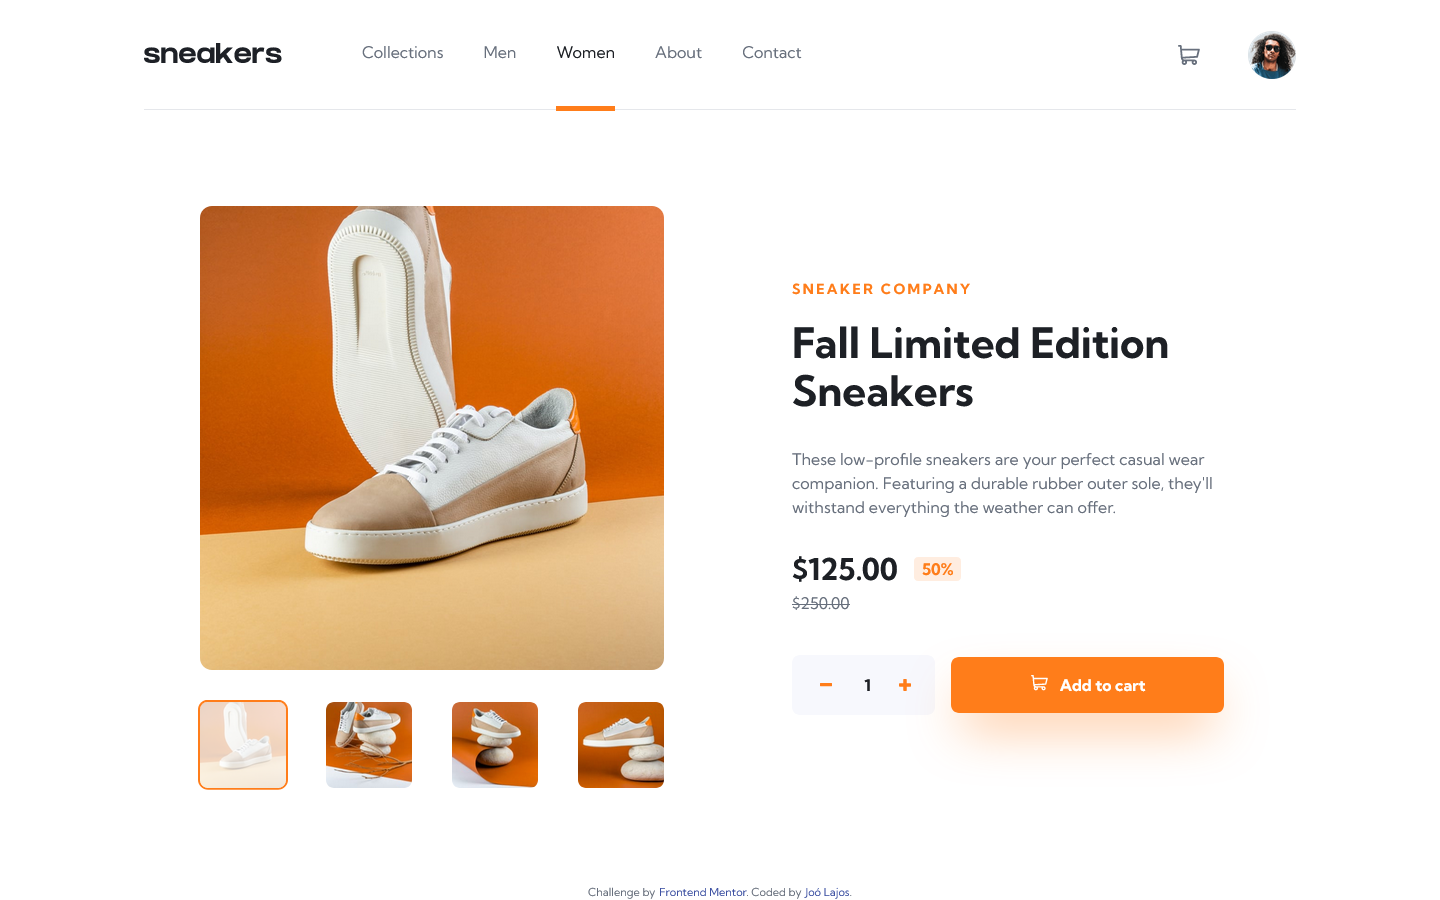 sneakers
Collections
Men
Women
About
Contact
SNEAKER COMPANY
Fall Limited Edition
Sneakers
These low-profile sneakers are your perfect casual wear
companion. Featuring a durable rubber outer sole, they'll
withstand everything the weather can offer.
$125.00 50%
$250.00
1
Add to cart
Challenge by Frontend Mentor. Coded by Joó Lajos.